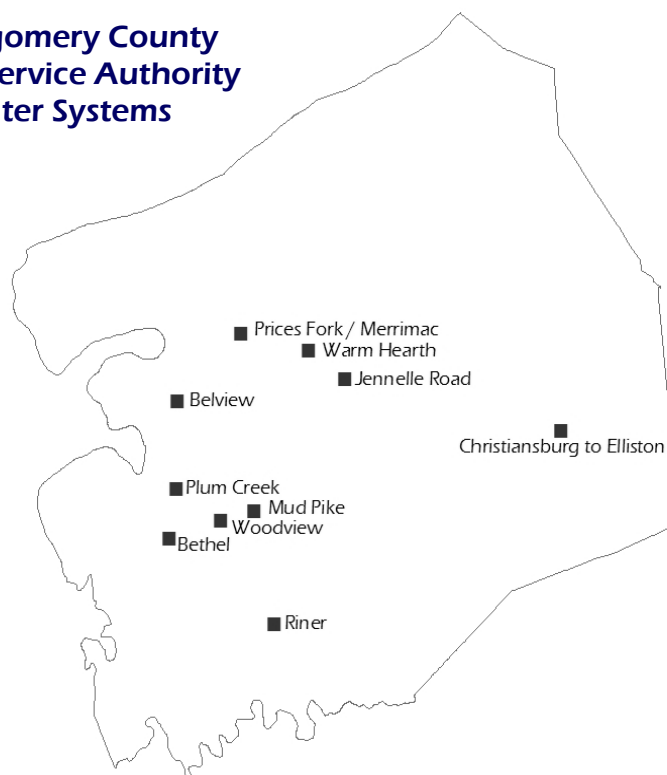 gomery County
ervice Authority
ter Systems
Prices Fork / Merrimac
Warm Hearth
Jennelle Road
Belview
Christiansburg to Elliston
Plum Creek
Mud Pike
Woodview
Bethel
Riner